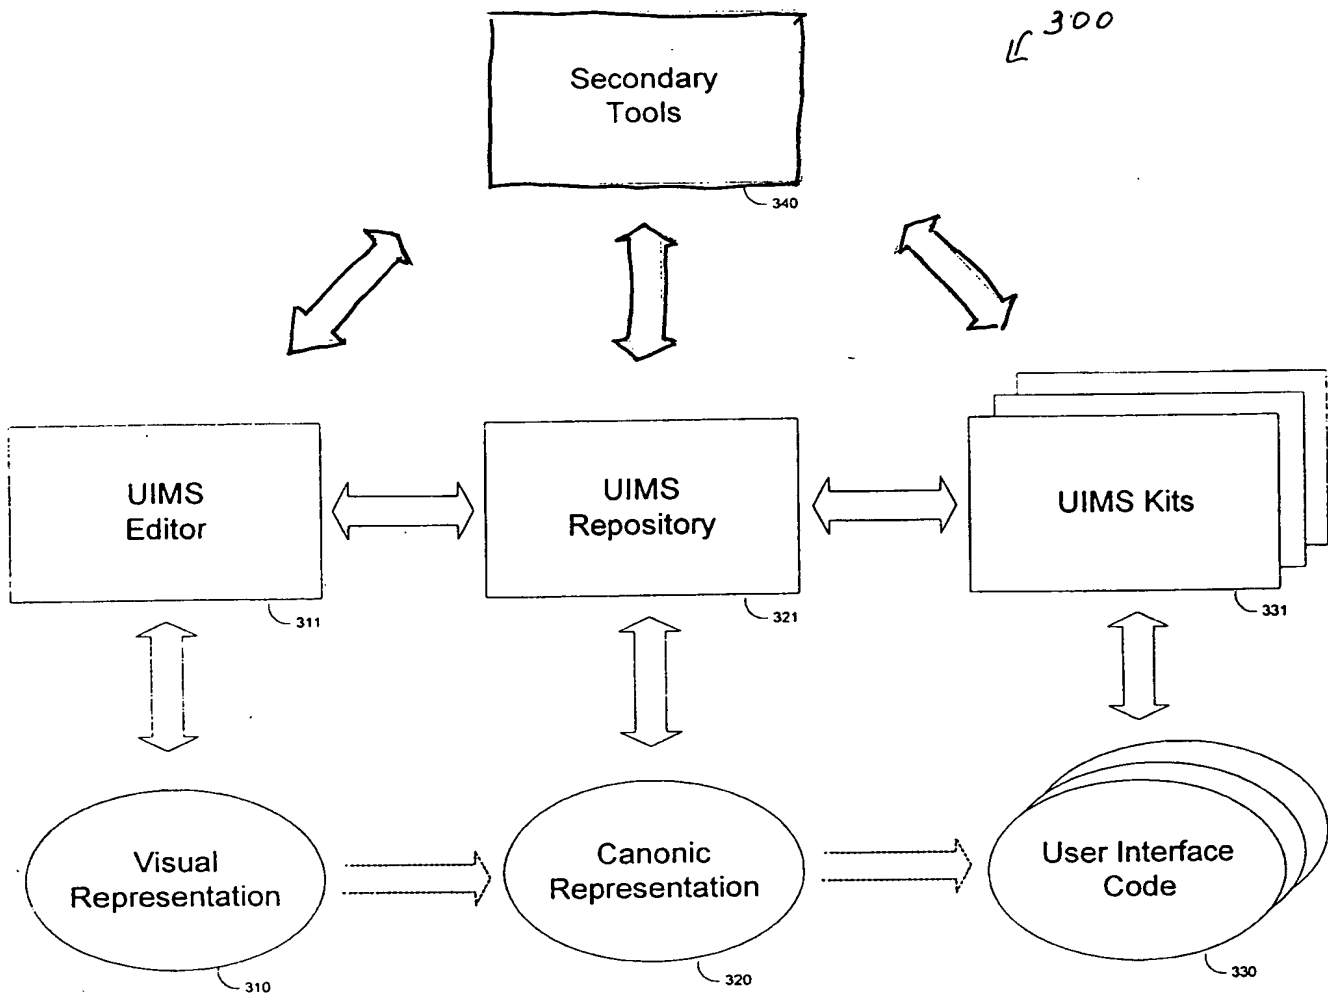 300
Secondary
Tools
340
UIMS
Editor
311
UIMS
Repository
321
UIMS Kits
331
Visual
Representation
310
Canonic
Representation
320
User Interface
Code
330